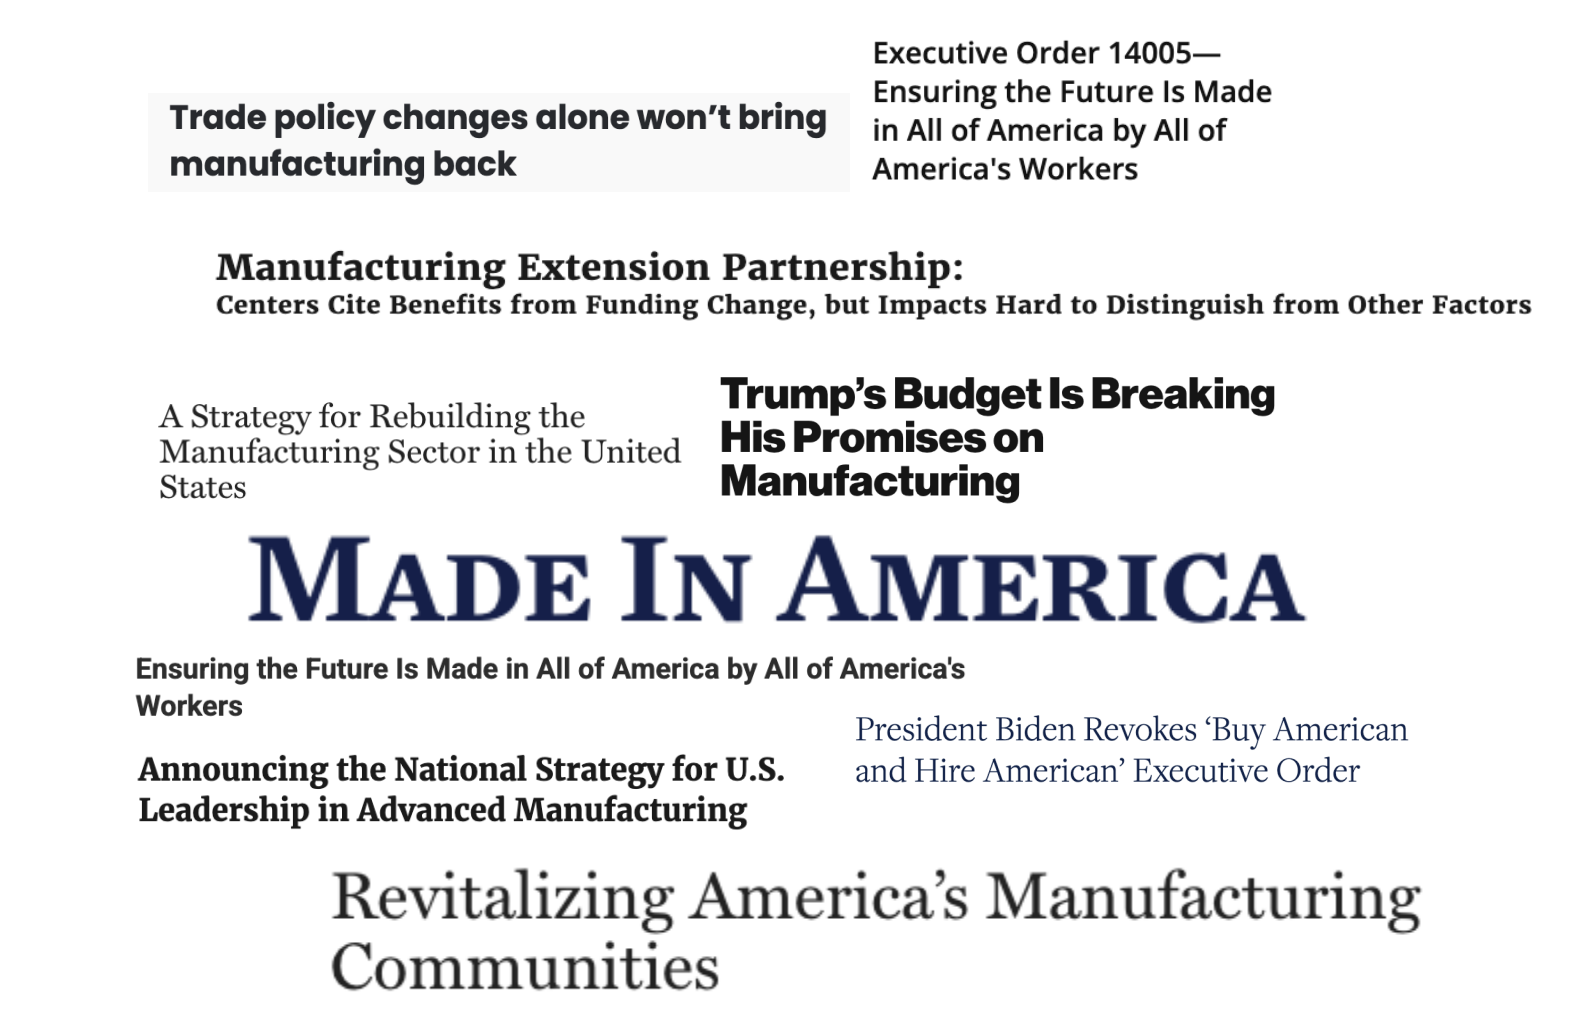 Trade policy changes alone won’t bring
manufacturing back
Executive Order 14005—
Ensuring the Future Is Made
in All of America by All of
America's Workers
Manufacturing Extension Partnership:
Centers Cite Benefits from Funding Change, but Impacts Hard to Distinguish from Other Factors
A Strategy for Rebuilding the
Manufacturing Sector in the United
States
Trump’s Budget Is Breaking
His Promises on
Manufacturing
MADE IN AMERICA
Ensuring the Future Is Made in All of America by All of America's
Workers
President Biden Revokes ‘Buy American
and Hire American’ Executive Order
Announcing the National Strategy for U.S.
Leadership in Advanced Manufacturing
Revitalizing America’s Manufacturing
Communities